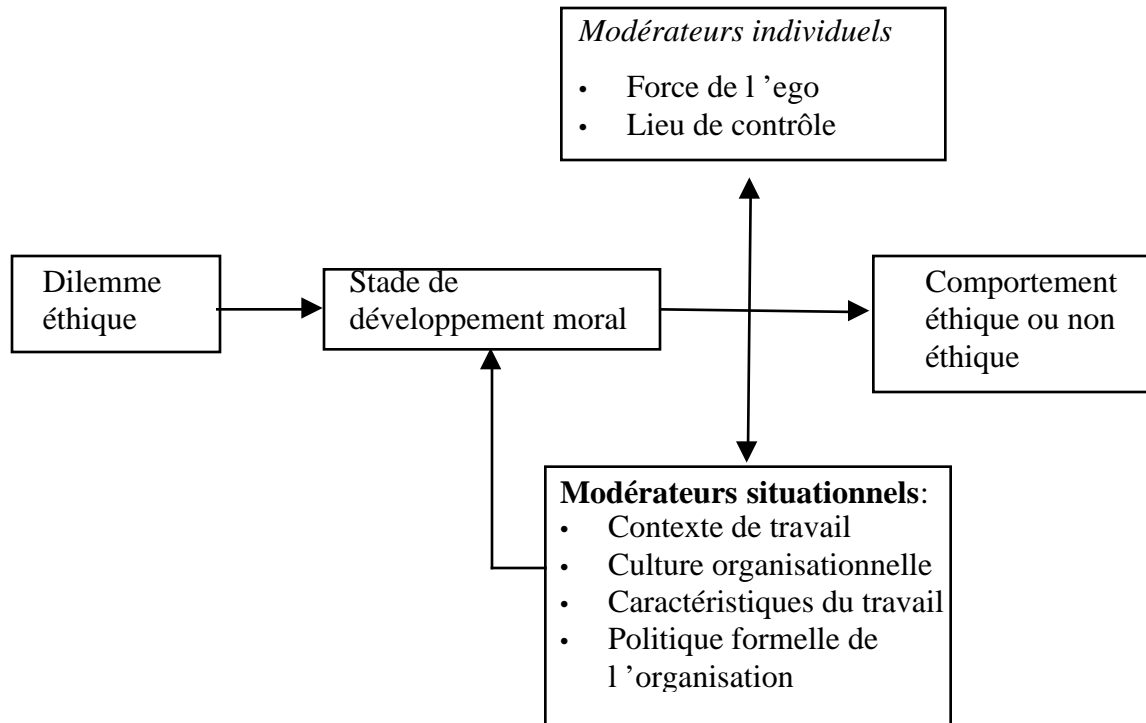 Modérateurs individuels
• Force de l ’ego
• Lieu de contrôle
Dilemme
éthique
Stade de
développement moral
Comportement
éthique ou non
éthique
Modérateurs situationnels:
• Contexte de travail
• Culture organisationnelle
• Caractéristiques du travail
• Politique formelle de
l ’organisation